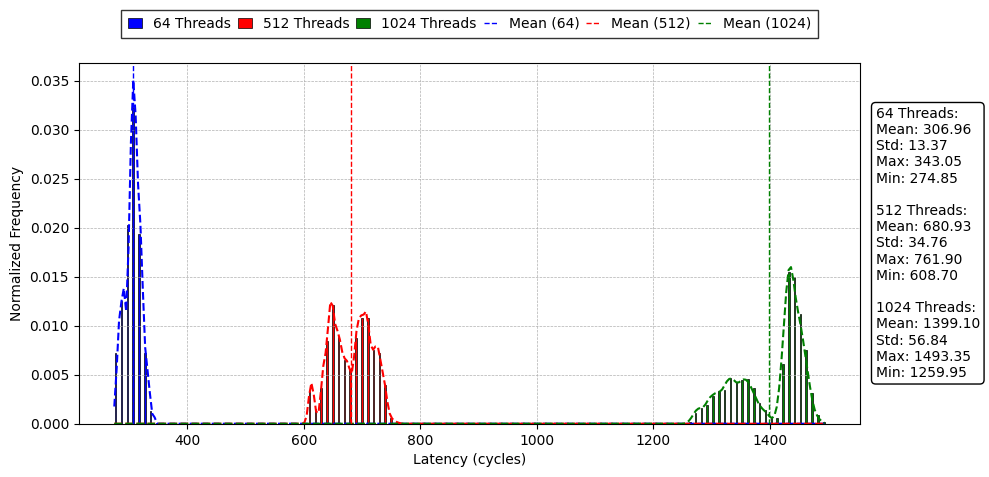 64 Threads 512 Threads 1024 Threads Mean (64) Mean (512) Mean (1024)
0.035
0.030
0.025
0.020
0.015
0.010
0.005
0.000
Normalized Frequency
400 600 800 1000 1200 1400
Latency (cycles)
64 Threads:
Mean: 306.96
Std: 13.37
Max: 343.05
Min: 274.85
512 Threads:
Mean: 680.93
Std: 34.76
Max: 761.90
Min: 608.70
1024 Threads:
Mean: 1399.10
Std: 56.84
Max: 1493.35
Min: 1259.95